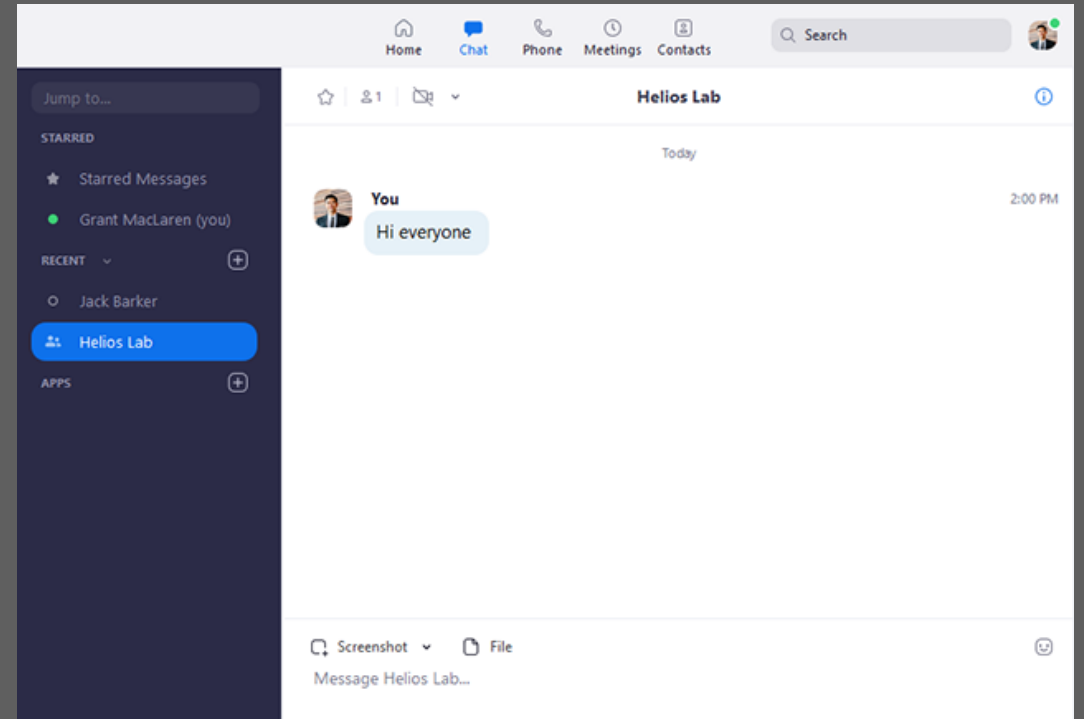 Home
Chat
Phone
Meetings
Contacts
Search
Jump to...
STARRED
Starred Messages
Grant MacLaren (you)
RECENT
Jack Barker
Helios Lab
APPS
1
Helios Lab
Today
You
2:00 PM
Hi everyone
Screenshot
File
Message Helios Lab...